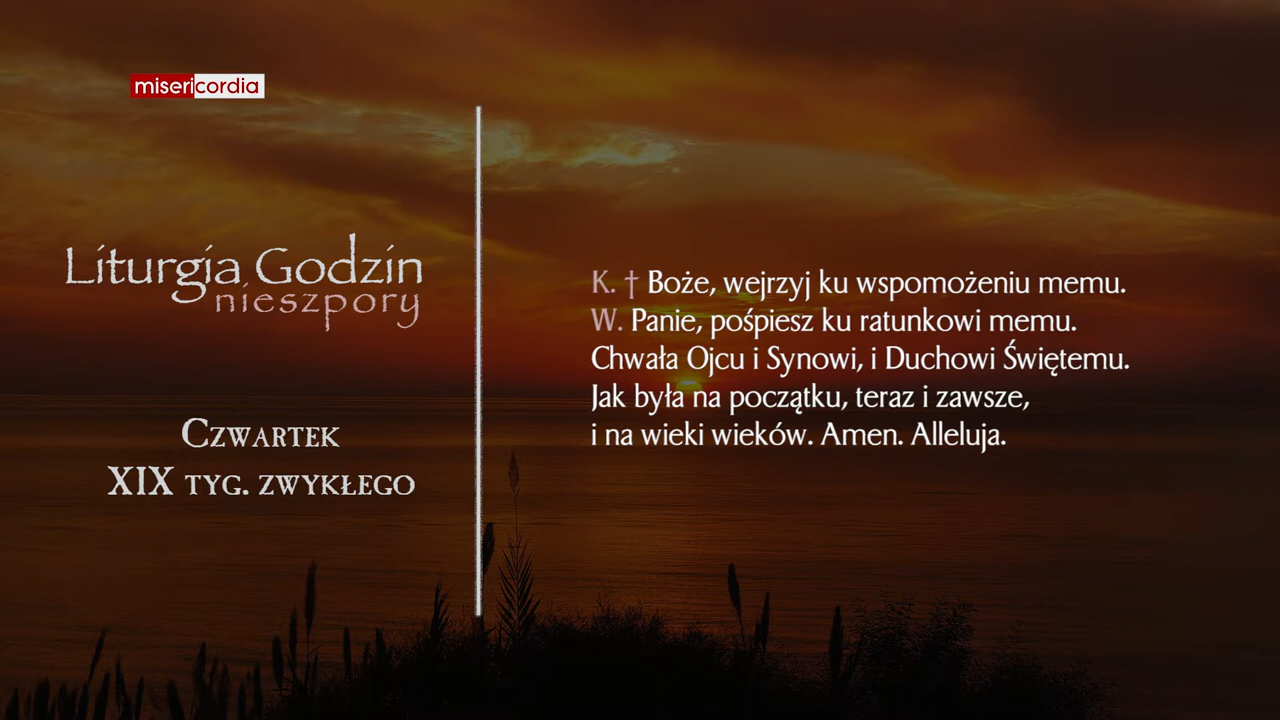 misericordia
Liturgia Godzin
nieszpory
Czwartek
XIX tyg. zwykłego
K. † Boże, wejrzyj ku wspomożeniu memu.
W. Panie, pośpiesz ku ratunkowi memu.
Chwała Ojcu i Synowi, i Duchowi Świętemu.
Jak była na początku, teraz i zawsze,
i na wieki wieków. Amen. Alleluja.